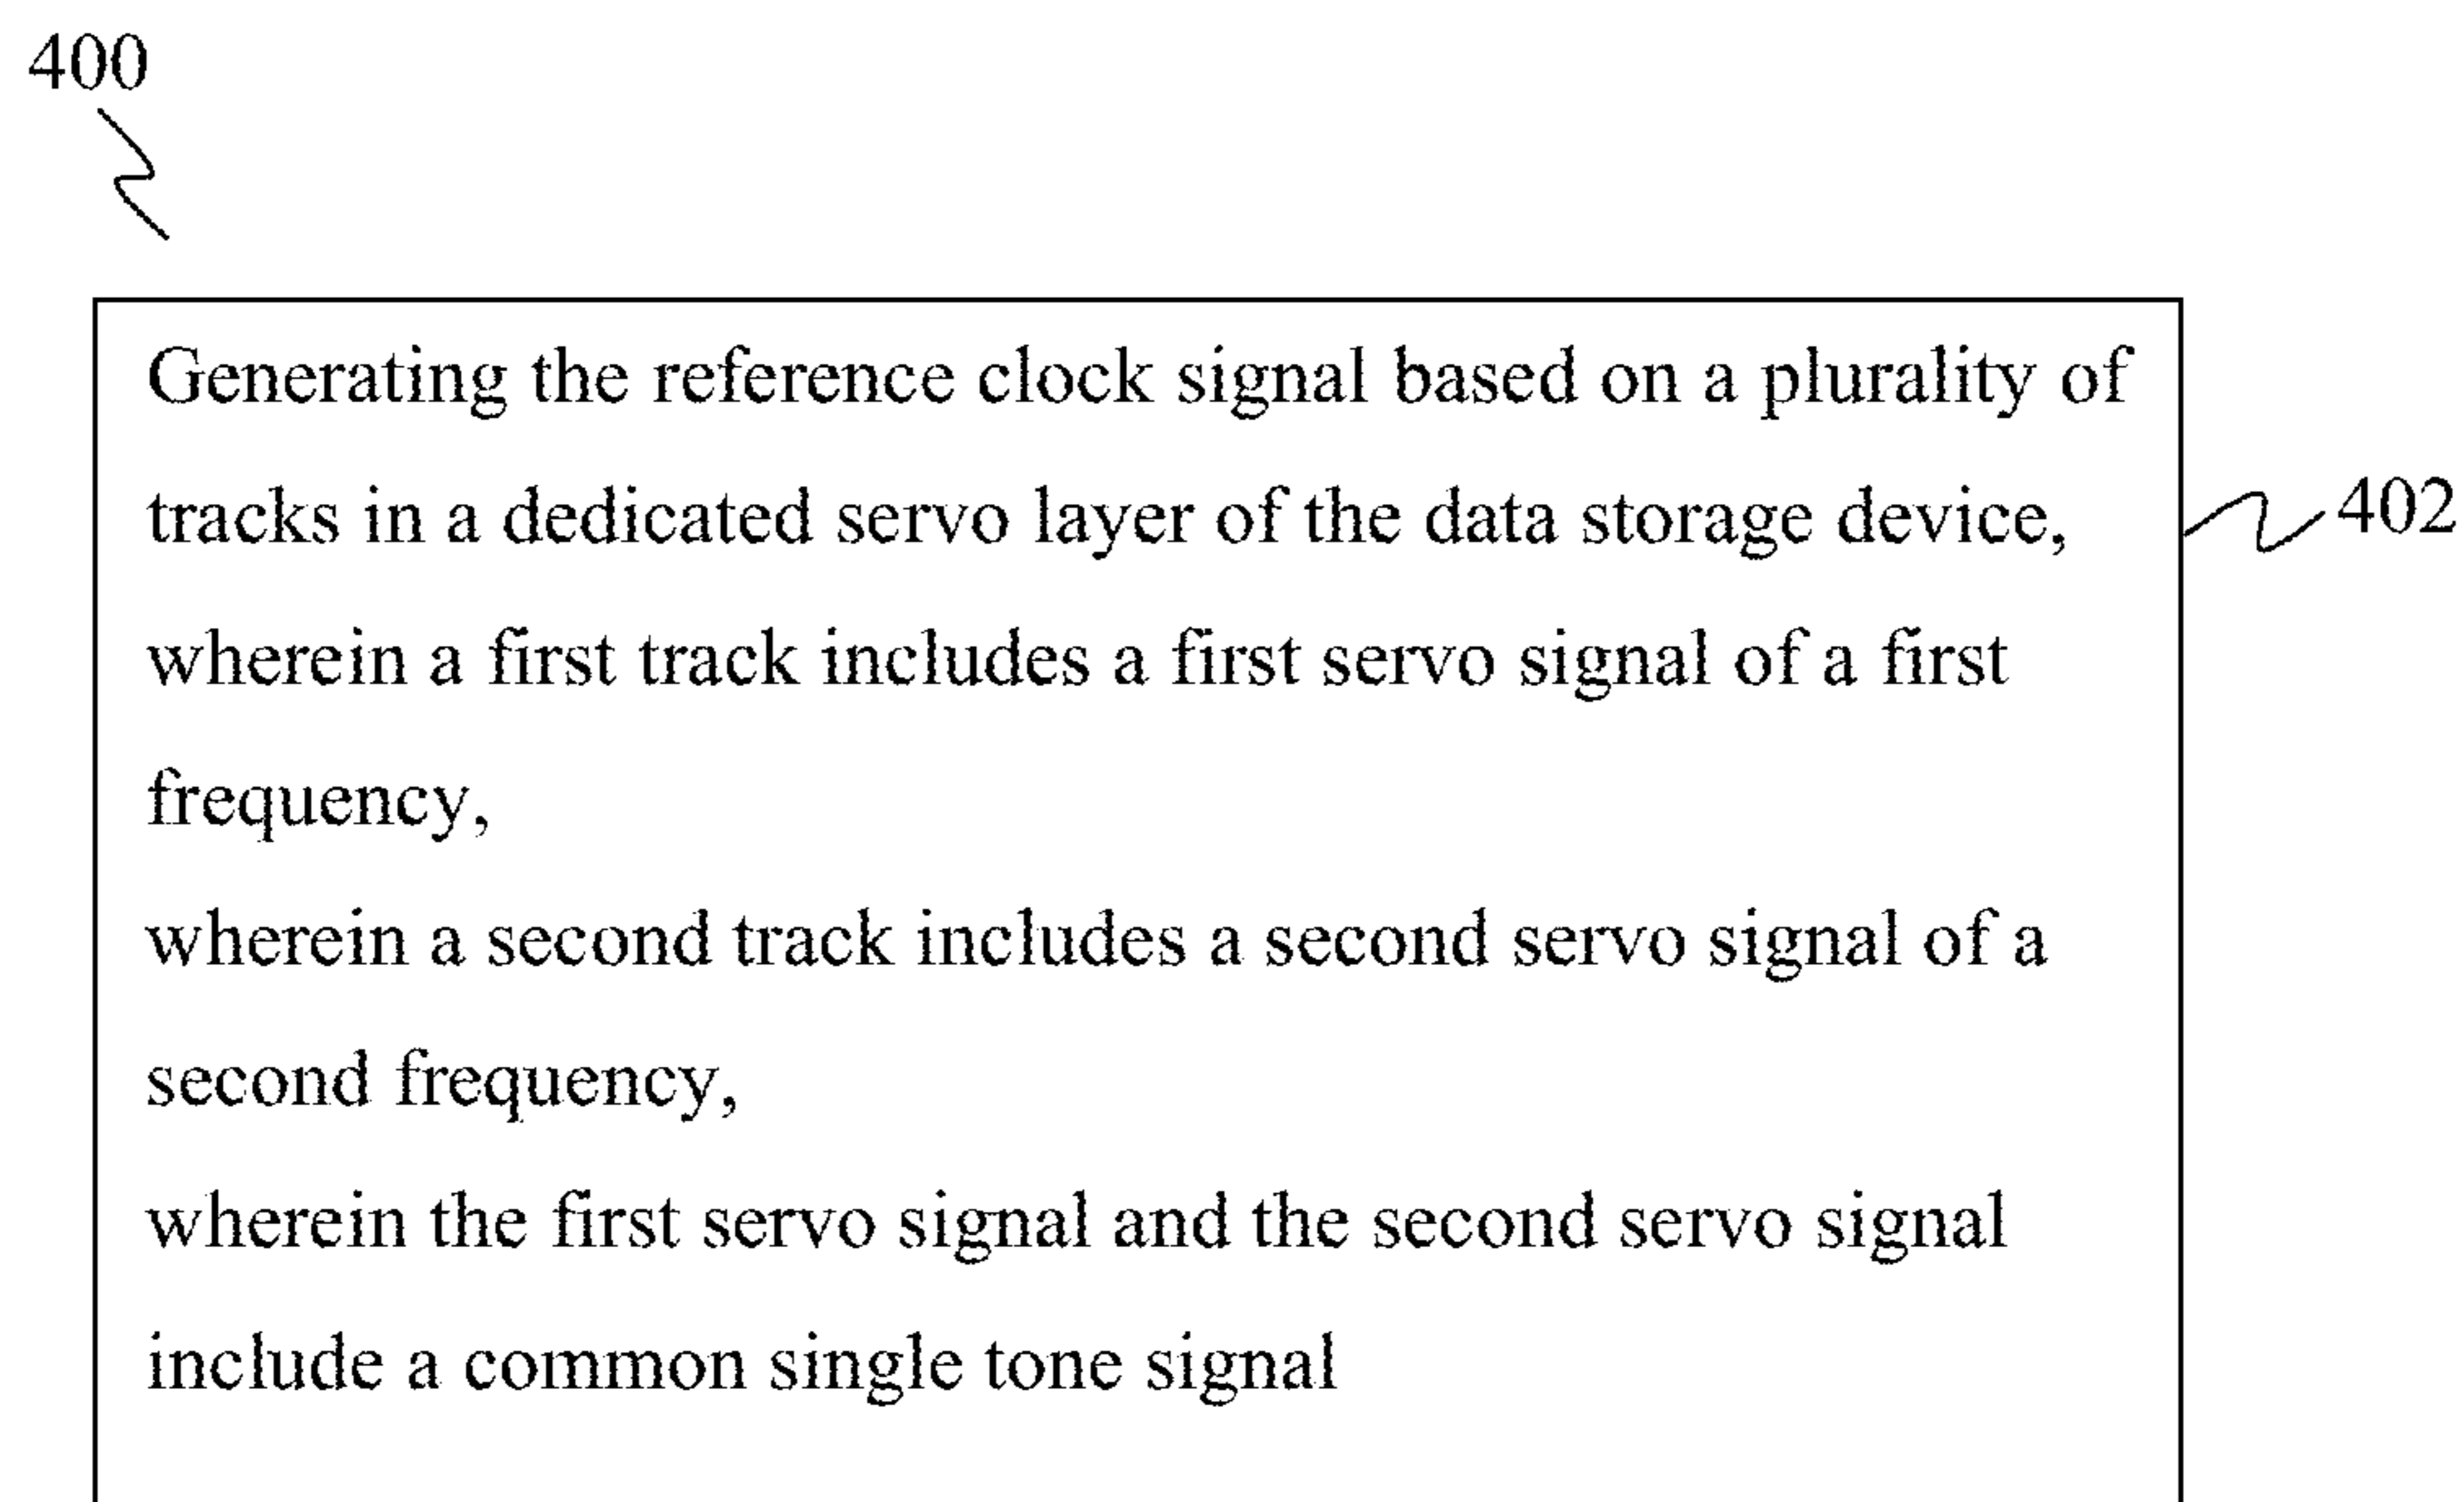 400
Generating the reference clock signal based on a plurality of
tracks in a dedicated servo layer of the data storage device,
402
wherein a first track includes a first servo signal of a first
frequency,
wherein a second track includes a second servo signal of a
second frequency,
wherein the first servo signal and the second servo signal
include a common single tone signal